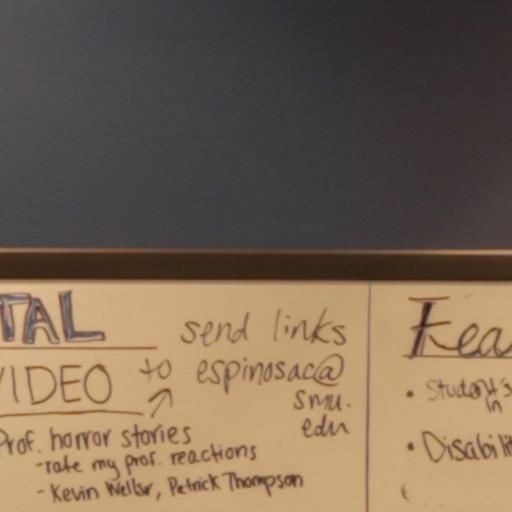 TAL
send links
VIDEO to espinosac@
smu.
edu
Prof. horror stories
-rate my prof. reactions
- Kevin Weller, Patrick Thompson
Fea
• Student's
in
• Disabilit